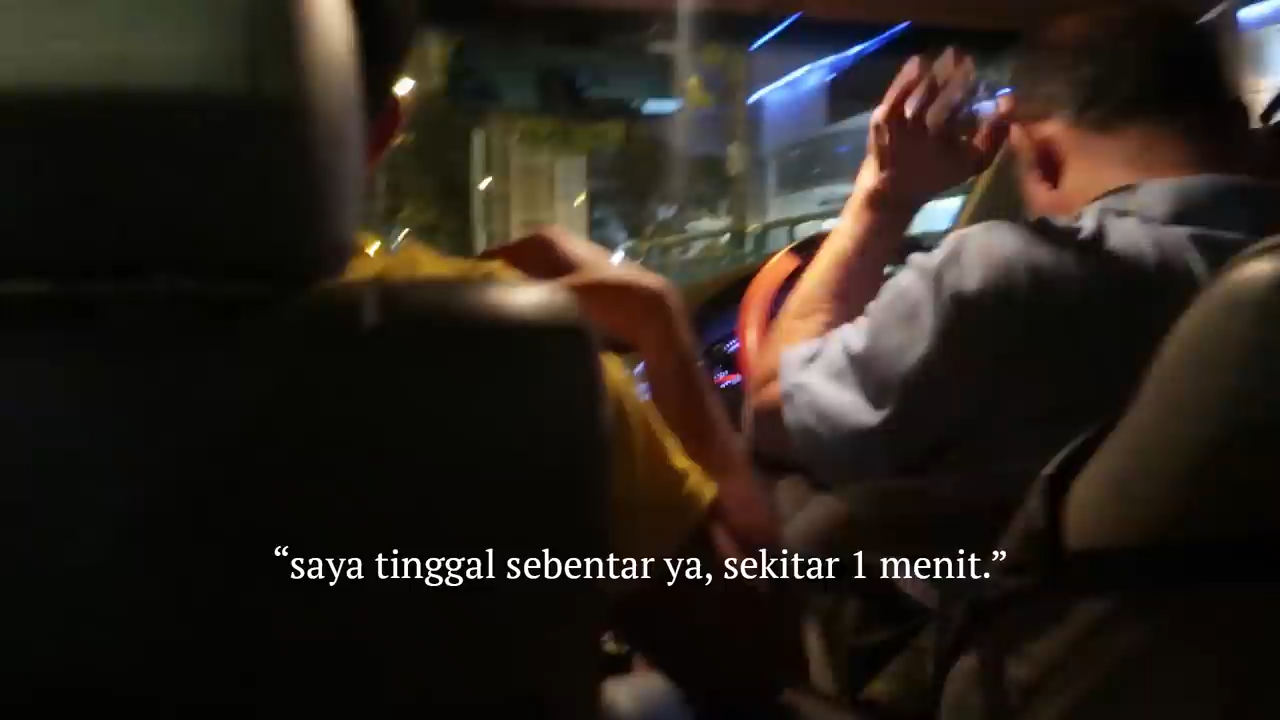 “saya tinggal sebentar ya, sekitar 1 menit.”